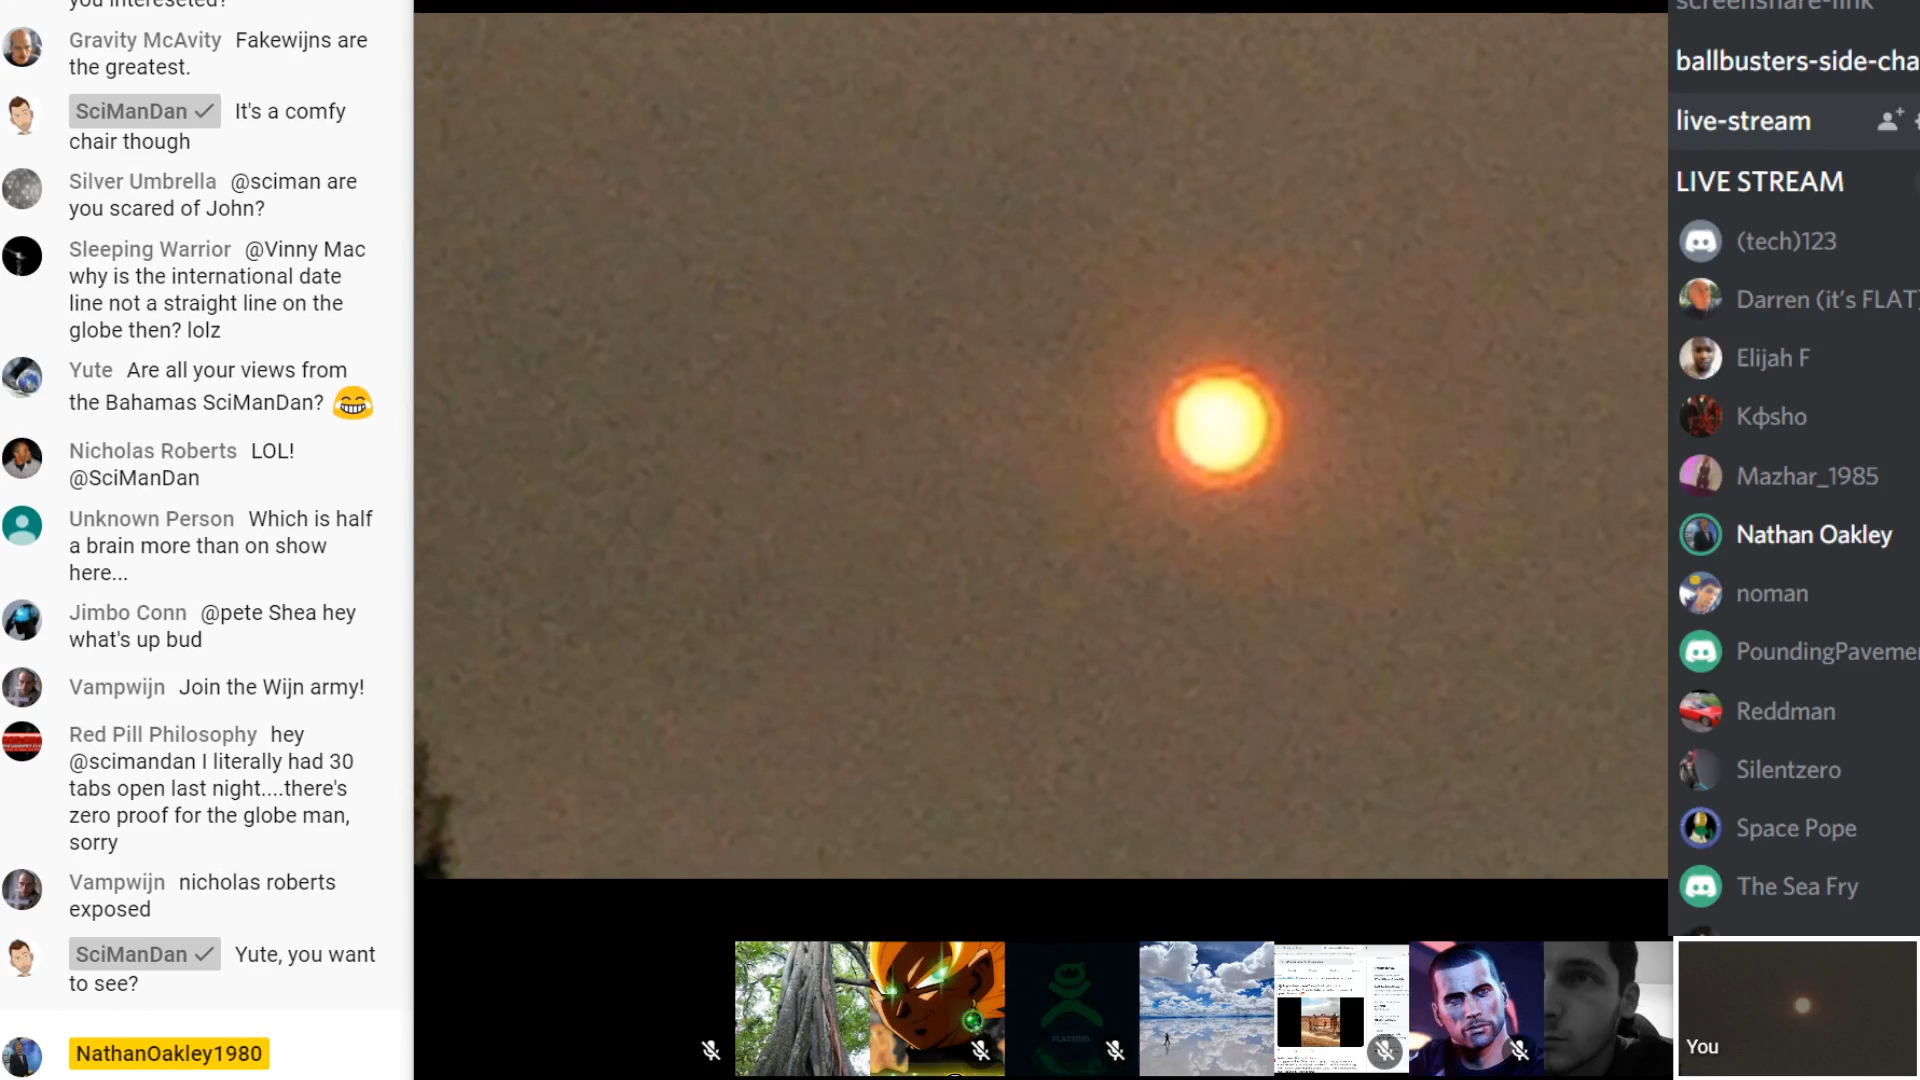 Gravity McAvity Fakewijns are
the greatest.
SciManDan It's a comfy
chair though
Silver Umbrella @sciman are
you scared of John?
Sleeping Warrior @Vinny Mac
why is the international date
line not a straight line on the
globe then? lolz
Yute Are all your views from
the Bahamas SciManDan?
Nicholas Roberts LOL!
@SciManDan
Unknown Person Which is half
a brain more than on show
here...
Jimbo Conn @pete Shea hey
what's up bud
Vampwijn Join the Wijn army!
Red Pill Philosophy hey
@scimandan I literally had 30
tabs open last night....there's
zero proof for the globe man,
sorry
Vampwijn nicholas roberts
exposed
SciManDan Yute, you want
to see?
NathanOakley1980
screenshare-link
ballbusters-side-cha
live-stream
LIVE STREAM
(tech)123
Darren (it's FLAT)
Elijah F
Kφsho
Mazhar_1985
Nathan Oakley
noman
PoundingPavemen
Reddman
Silentzero
Space Pope
The Sea Fry
You